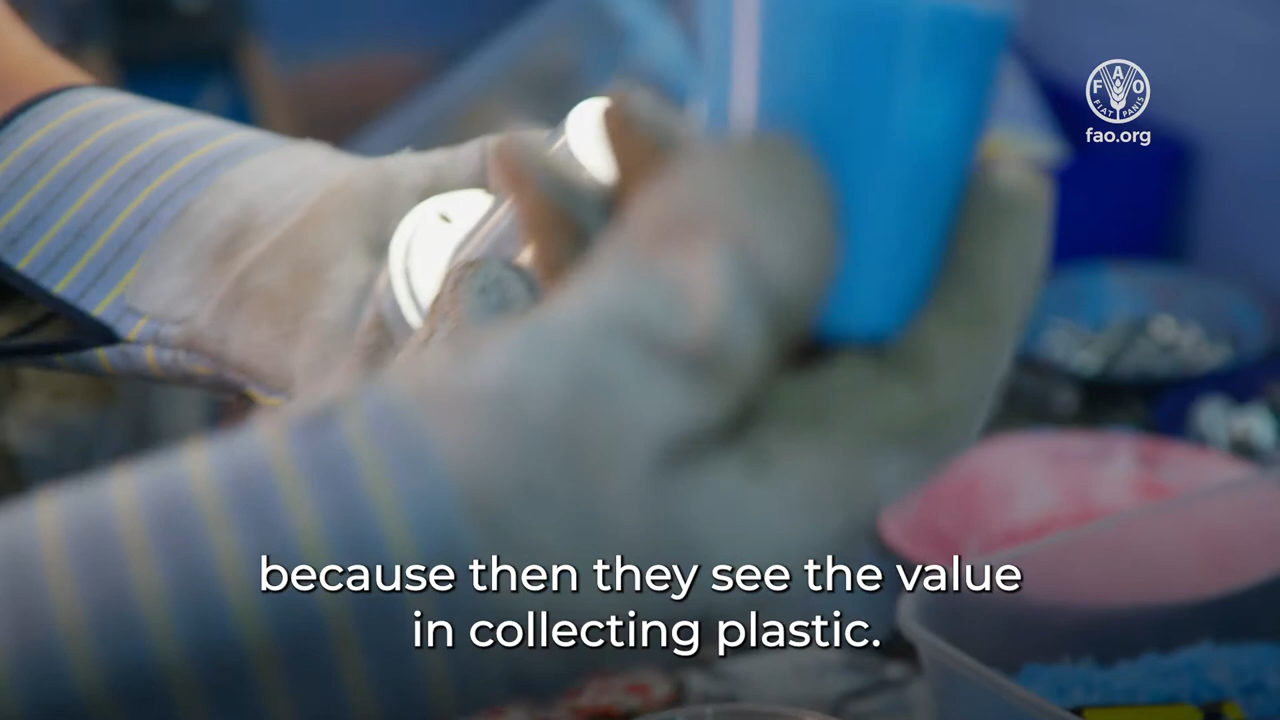 F A O
FIAT PANIS
fao.org
because then they see the value
in collecting plastic.